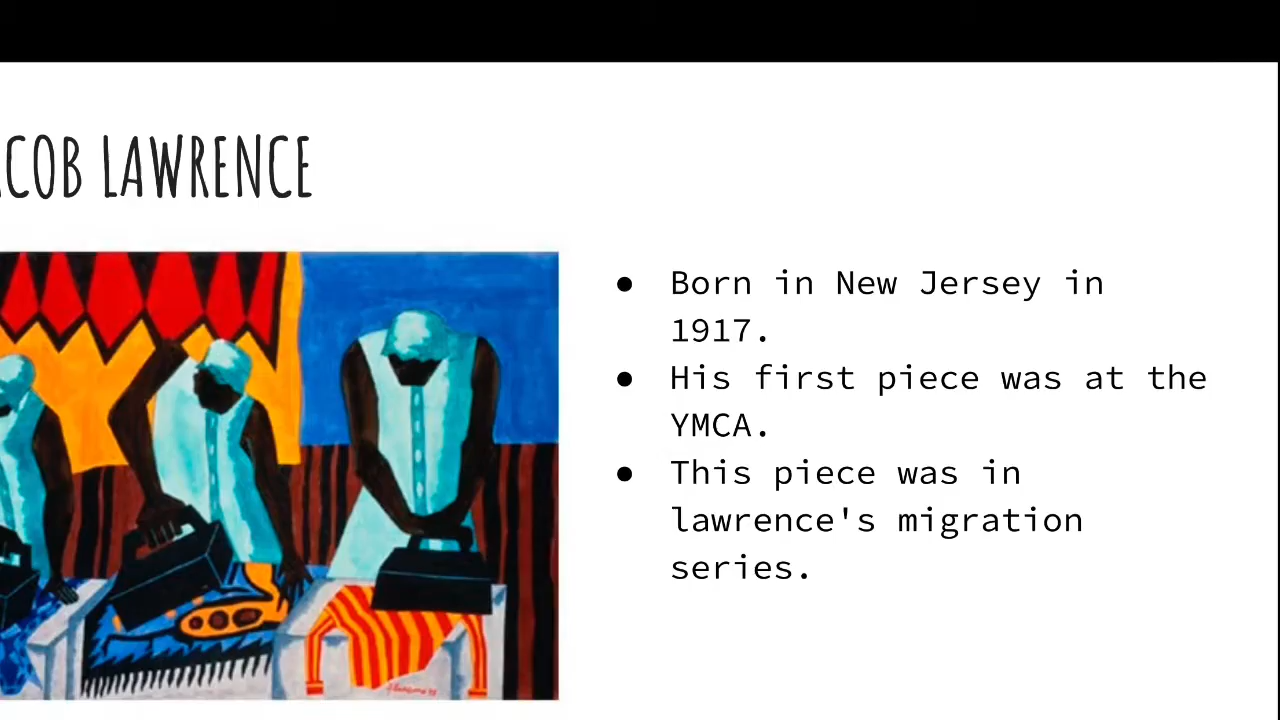 COB LAWRENCE
● Born in New Jersey in
1917.
● His first piece was at the
YMCA.
● This piece was in
lawrence's migration
series.